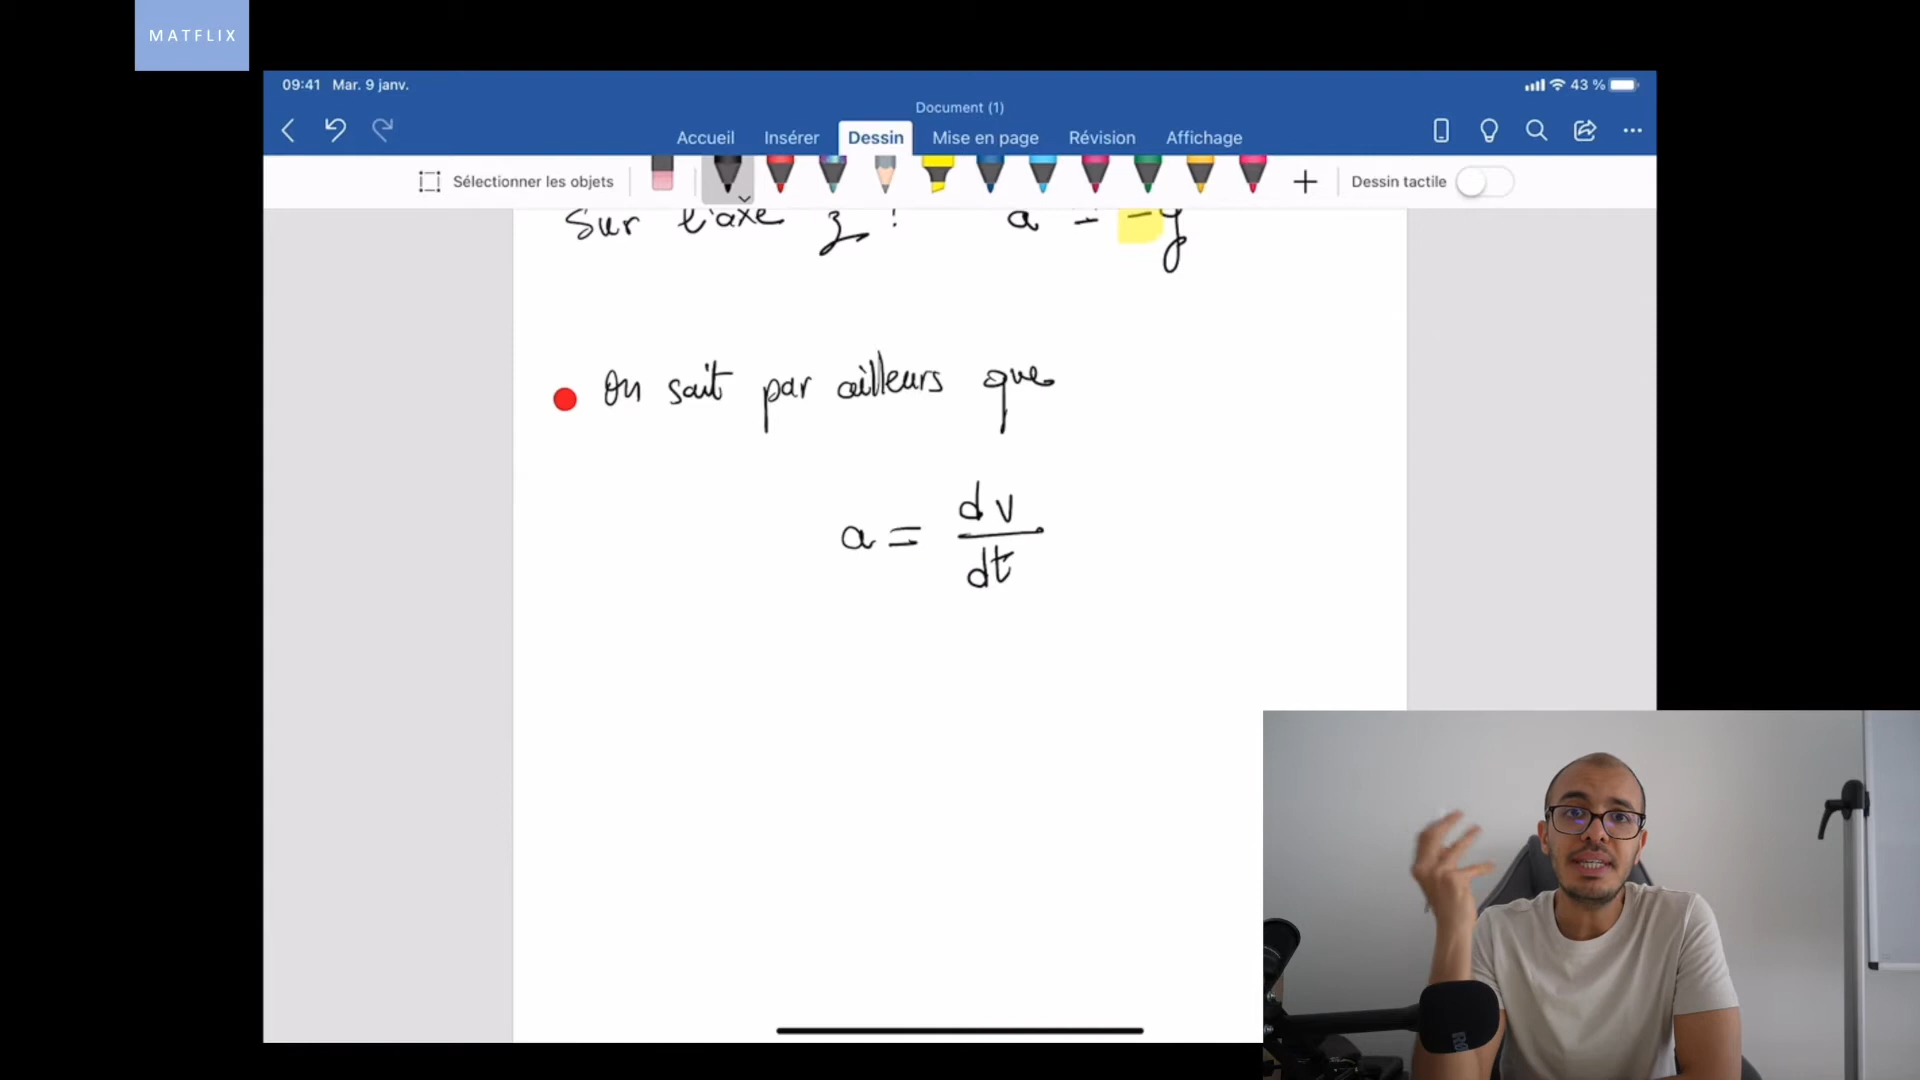 MATFLIX
09:41 Mar. 9 janv.
43 %
Document (1)
Accueil Insérer Dessin Mise en page Révision Affichage
Sélectionner les objets
Dessin tactile
Sur l'axe z : a = -g
On sait par ailleurs que
a = dv/dt
RØ